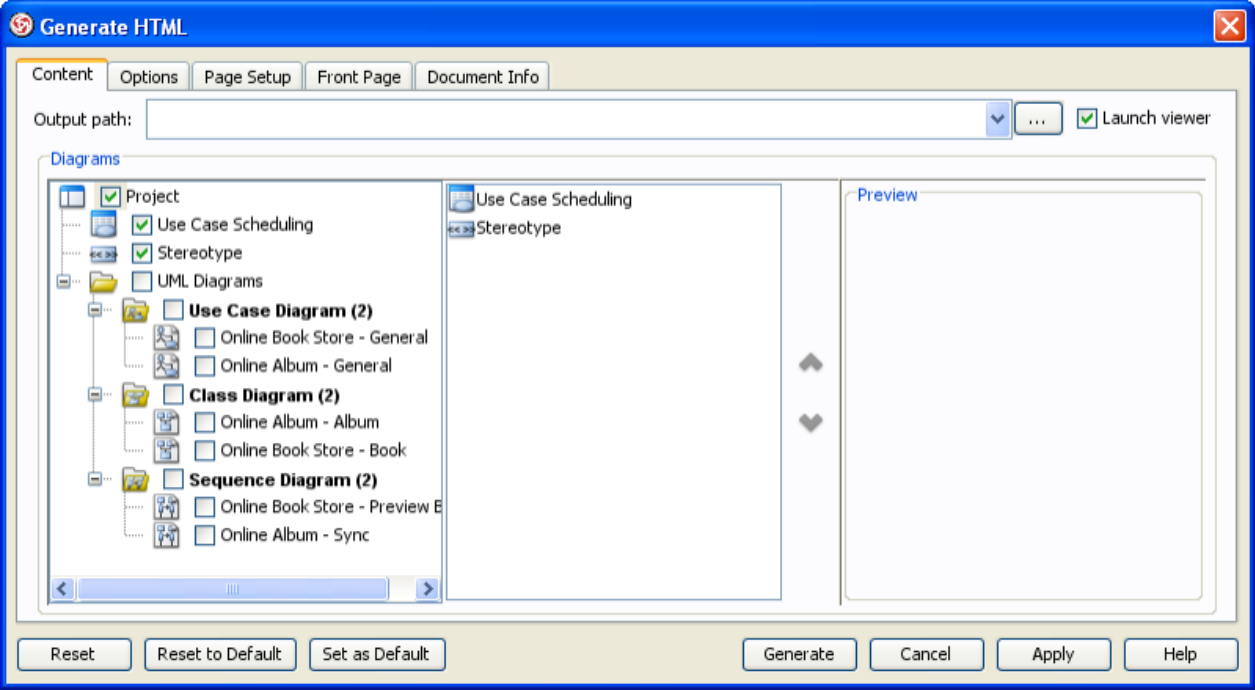 Generate HTML
Content Options Page Setup Front Page Document Info
Output path: ... Launch viewer
Diagrams
Project
Use Case Scheduling
Stereotype
UML Diagrams
Use Case Diagram (2)
Online Book Store - General
Online Album - General
Class Diagram (2)
Online Album - Album
Online Book Store - Book
Sequence Diagram (2)
Online Book Store - Preview B
Online Album - Sync
Use Case Scheduling
<<>> Stereotype
Preview
Reset Reset to Default Set as Default Generate Cancel Apply Help